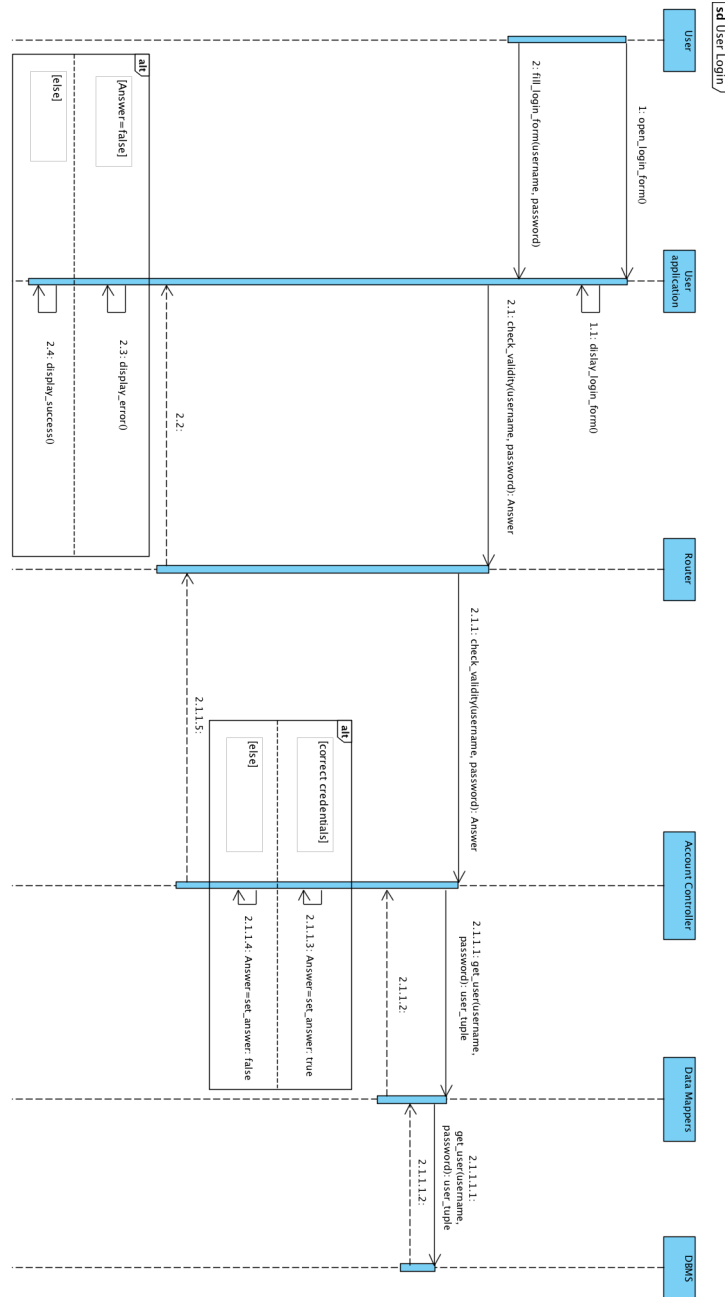 sd User Login
User
User
application
Router
Account Controller
Data Mappers
DBMS
1: open_login_form()
1.1: dislay_login_form()
2: fill_login_form(username, password)
2.1: check_validity(username, password): Answer
2.1.1: check_validity(username, password): Answer
2.1.1.1: get_user(username,
password): user_tuple
2.1.1.1.1:
get_user(username,
password): user_tuple
2.1.1.1.2:
2.1.1.2:
alt
[correct credentials]
2.1.1.3: Answer=set_answer: true
[else]
2.1.1.4: Answer=set_answer: false
2.1.1.5:
2.2:
alt
[Answer=false]
2.3: display_error()
[else]
2.4: display_success()